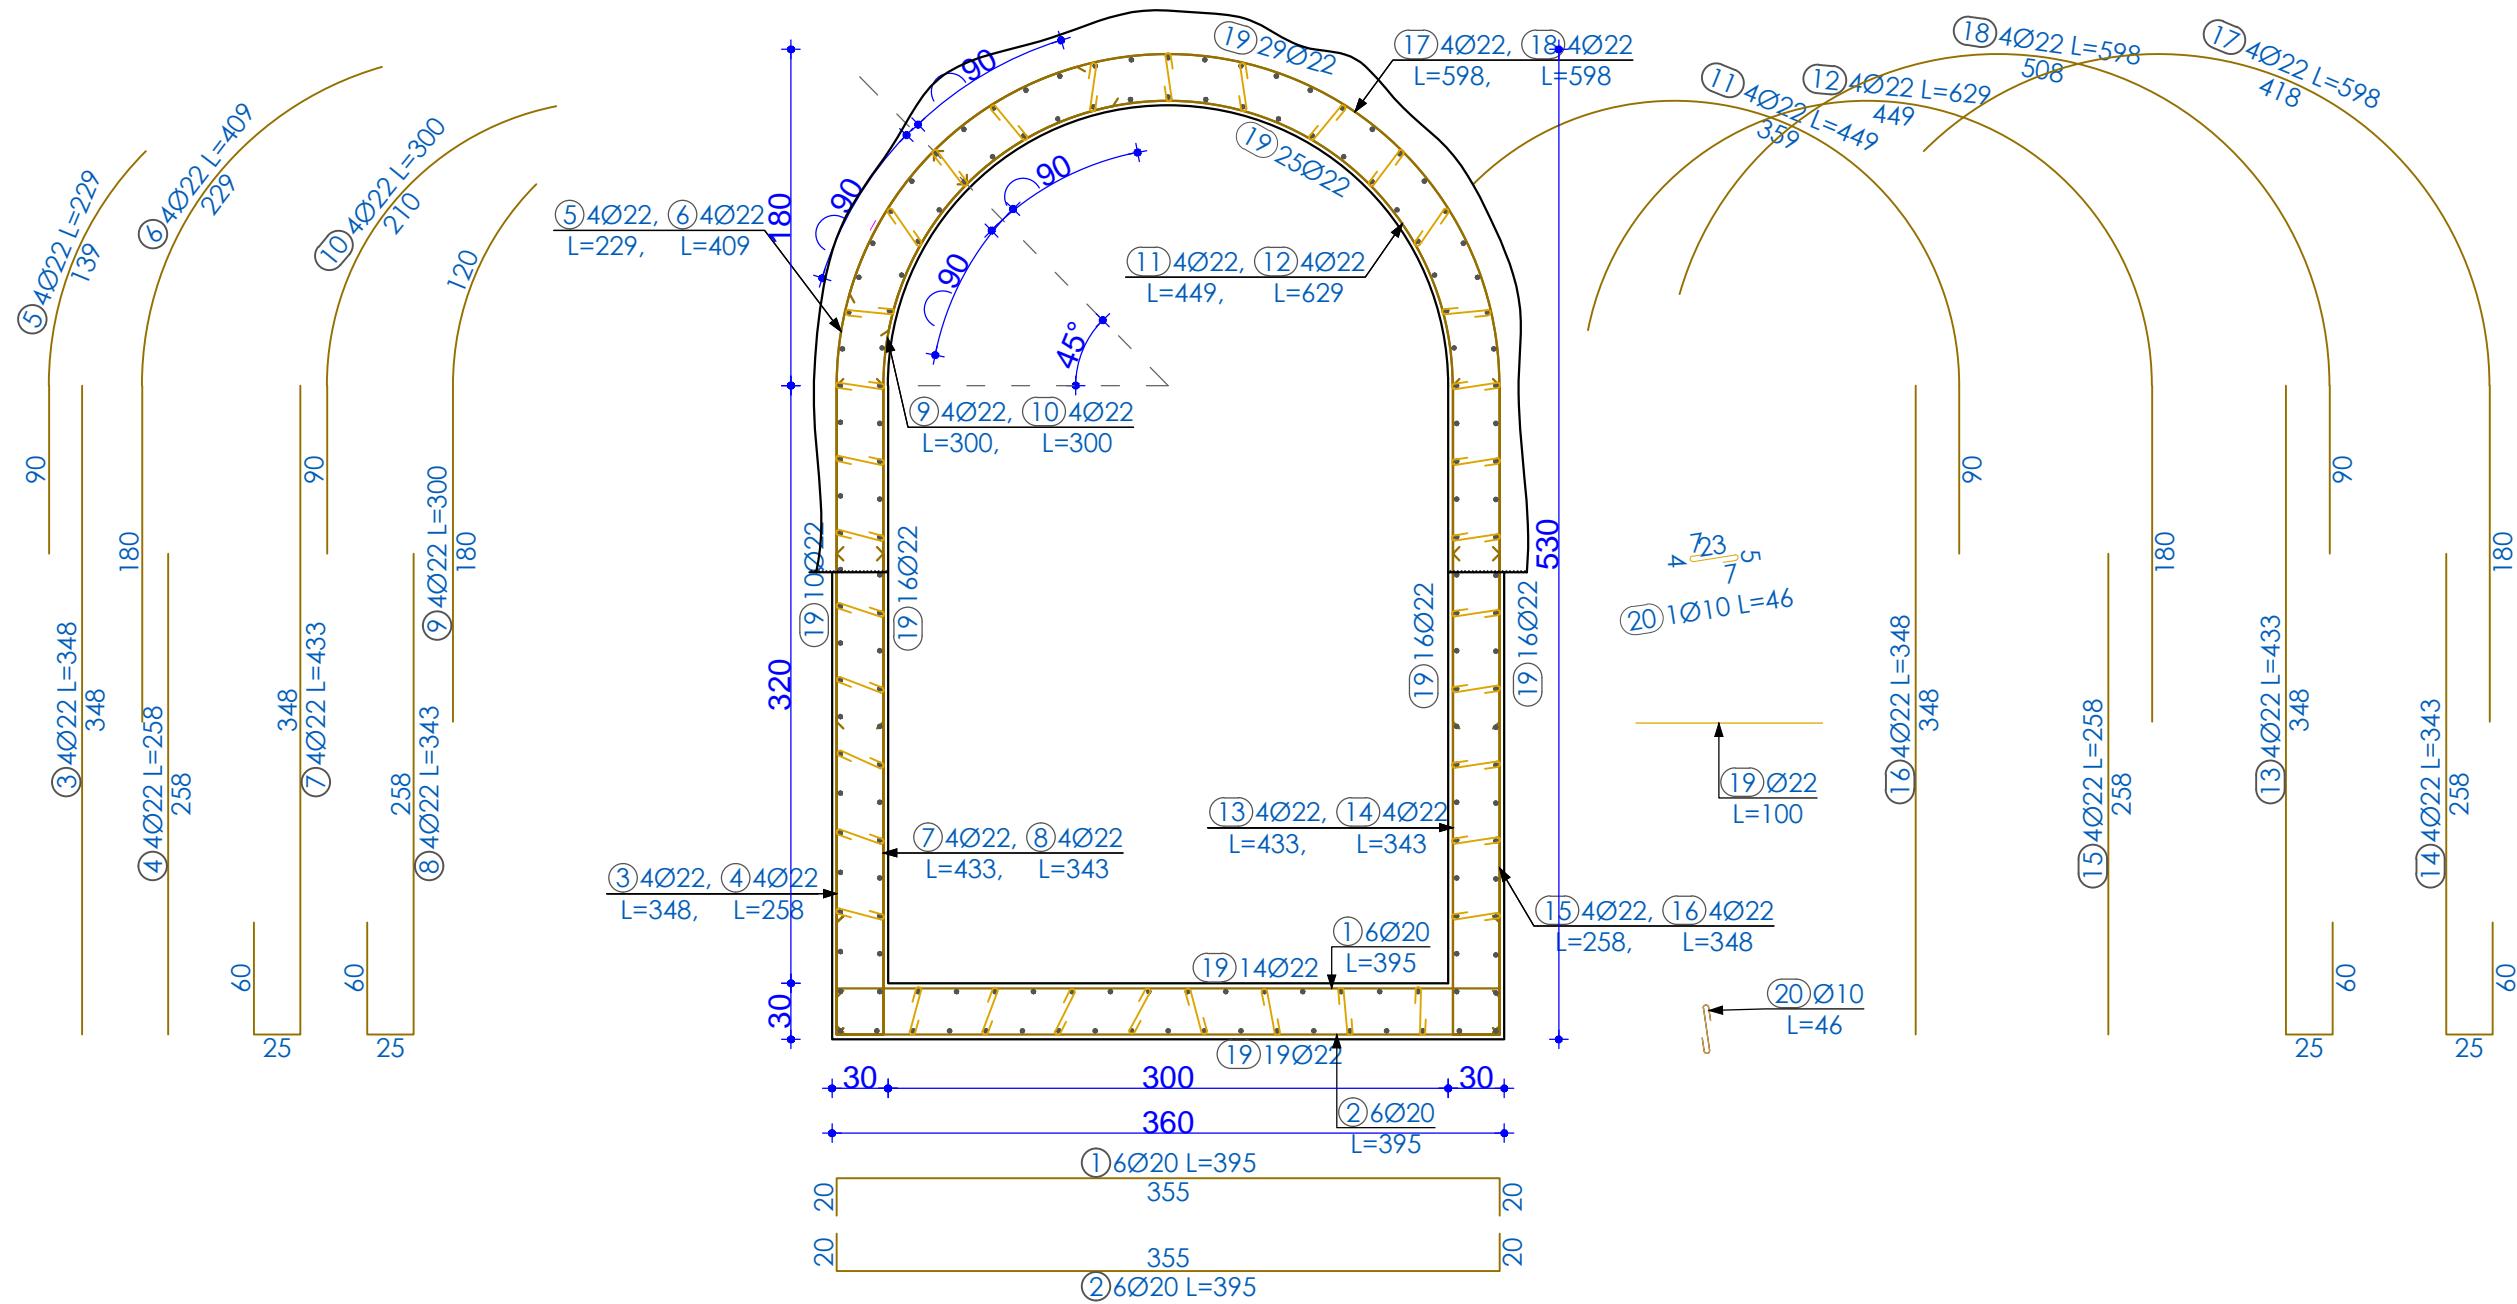 ⑲29Ø22
⑰4Ø22, ⑱4Ø22
L=598, L=598
⑱4Ø22 L=598
508
⑰4Ø22 L=598
418
⑪4Ø22 L=449
359
⑫4Ø22 L=629
449
90
90
90
90
45°
⑲25Ø22
⑤4Ø22 L=229
139
⑥4Ø22 L=409
229
⑩4Ø22 L=300
210
120
⑤4Ø22, ⑥4Ø22
L=229, L=409
180
⑪4Ø22, ⑫4Ø22
L=449, L=629
⑨4Ø22, ⑩4Ø22
L=300, L=300
90
180
90
⑨4Ø22 L=300
180
⑲10Ø22
⑲16Ø22
⑲16Ø22
⑲16Ø22
530
320
7
23
4
5
7
⑳1Ø10 L=46
90
180
90
180
③4Ø22 L=348
348
④4Ø22 L=258
258
348
⑦4Ø22 L=433
258
⑧4Ø22 L=343
⑲Ø22
L=100
⑯4Ø22 L=348
348
⑮4Ø22 L=258
258
⑬4Ø22 L=433
348
⑭4Ø22 L=343
258
⑬4Ø22, ⑭4Ø22
L=433, L=343
⑦4Ø22, ⑧4Ø22
L=433, L=343
③4Ø22, ④4Ø22
L=348, L=258
⑮4Ø22, ⑯4Ø22
L=258, L=348
①6Ø20
L=395
⑲14Ø22
60
25
60
25
30
⑳Ø10
L=46
60
25
60
25
⑲19Ø22
30
300
30
②6Ø20
L=395
360
①6Ø20 L=395
20
355
20
20
355
20
②6Ø20 L=395